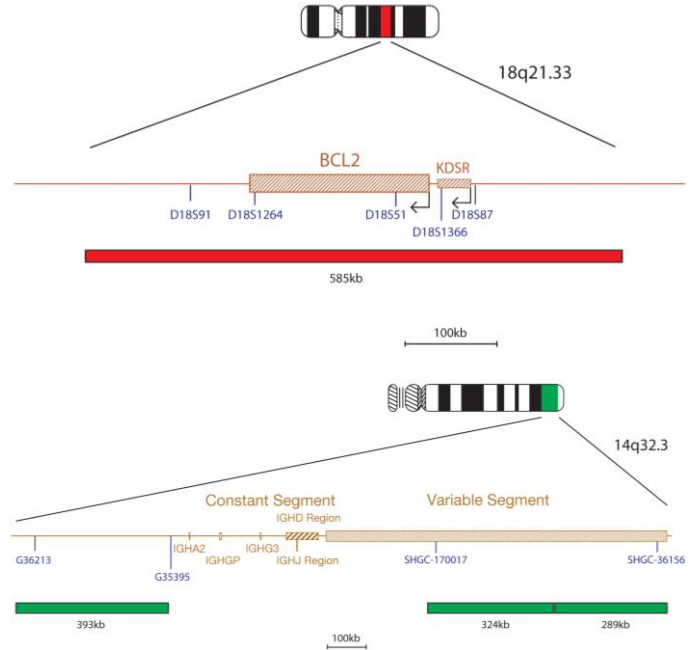 18q21.33
BCL2
KDSR
D18S91
D18S1264
D18S51
D18S87
D18S1366
585kb
100kb
14q32.3
Constant Segment
Variable Segment
IGHD Region
IGHA2
IGHG3
IGHGP
IGHJ Region
G36213
G35395
SHGC-170017
SHGC-36156
393kb
324kb
289kb
100kb